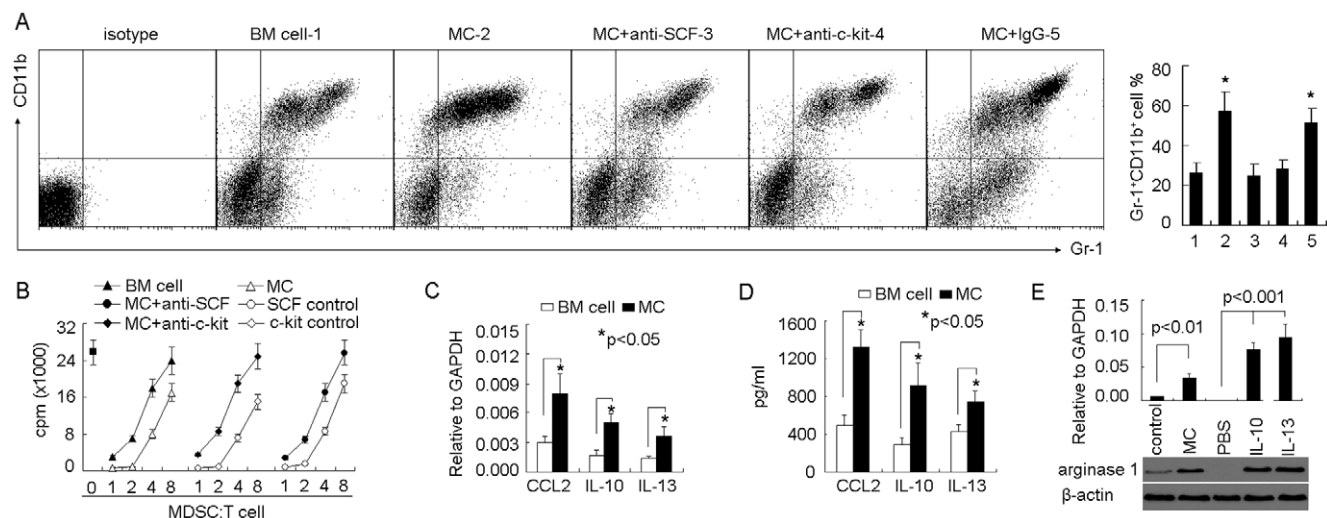 A
isotype
BM cell-1
MC-2
MC+anti-SCF-3
MC+anti-c-kit-4
MC+IgG-5
CD11b
Gr-1
Gr-1⁺CD11b⁺ cell %
80
60
40
20
0
*
*
1 2 3 4 5
B
BM cell
MC
MC+anti-SCF
SCF control
MC+anti-c-kit
c-kit control
cpm (x1000)
32
24
16
8
0
0 1 2 4 8 1 2 4 8 1 2 4 8
MDSC:T cell
C
BM cell MC
*p<0.05
Relative to GAPDH
0.015
0.012
0.009
0.006
0.003
0.000
* * *
CCL2 IL-10 IL-13
D
BM cell MC
*p<0.05
pg/ml
1600
1200
800
400
0
* * *
CCL2 IL-10 IL-13
E
p<0.001
p<0.01
Relative to GAPDH
0.15
0.10
0.05
0.00
control
MC
PBS
IL-10
IL-13
arginase 1
β-actin